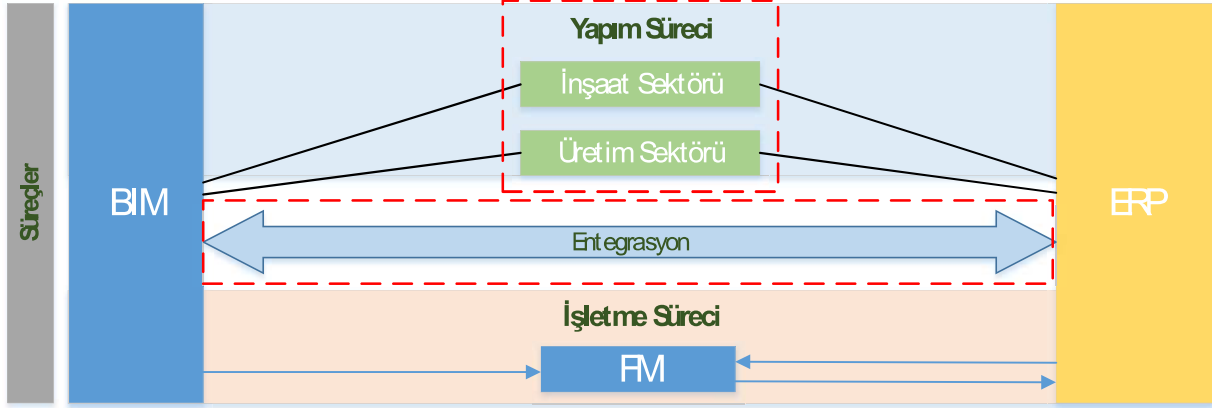 Süreçler
BIM
Yapım Süreci
İnşaat Sektörü
Üretim Sektörü
ERP
Entegrasyon
İşletme Süreci
FM